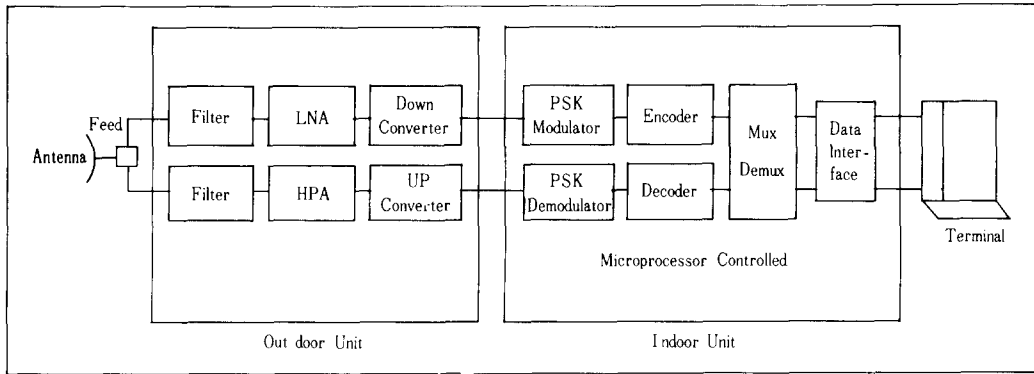 Feed
Antenna
Filter
LNA
Down
Converter
PSK
Modulator
Encoder
Mux
Demux
Data
Inter-
face
Filter
HPA
UP
Converter
PSK
Demodulator
Decoder
Microprocessor Controlled
Terminal
Out door Unit
Indoor Unit